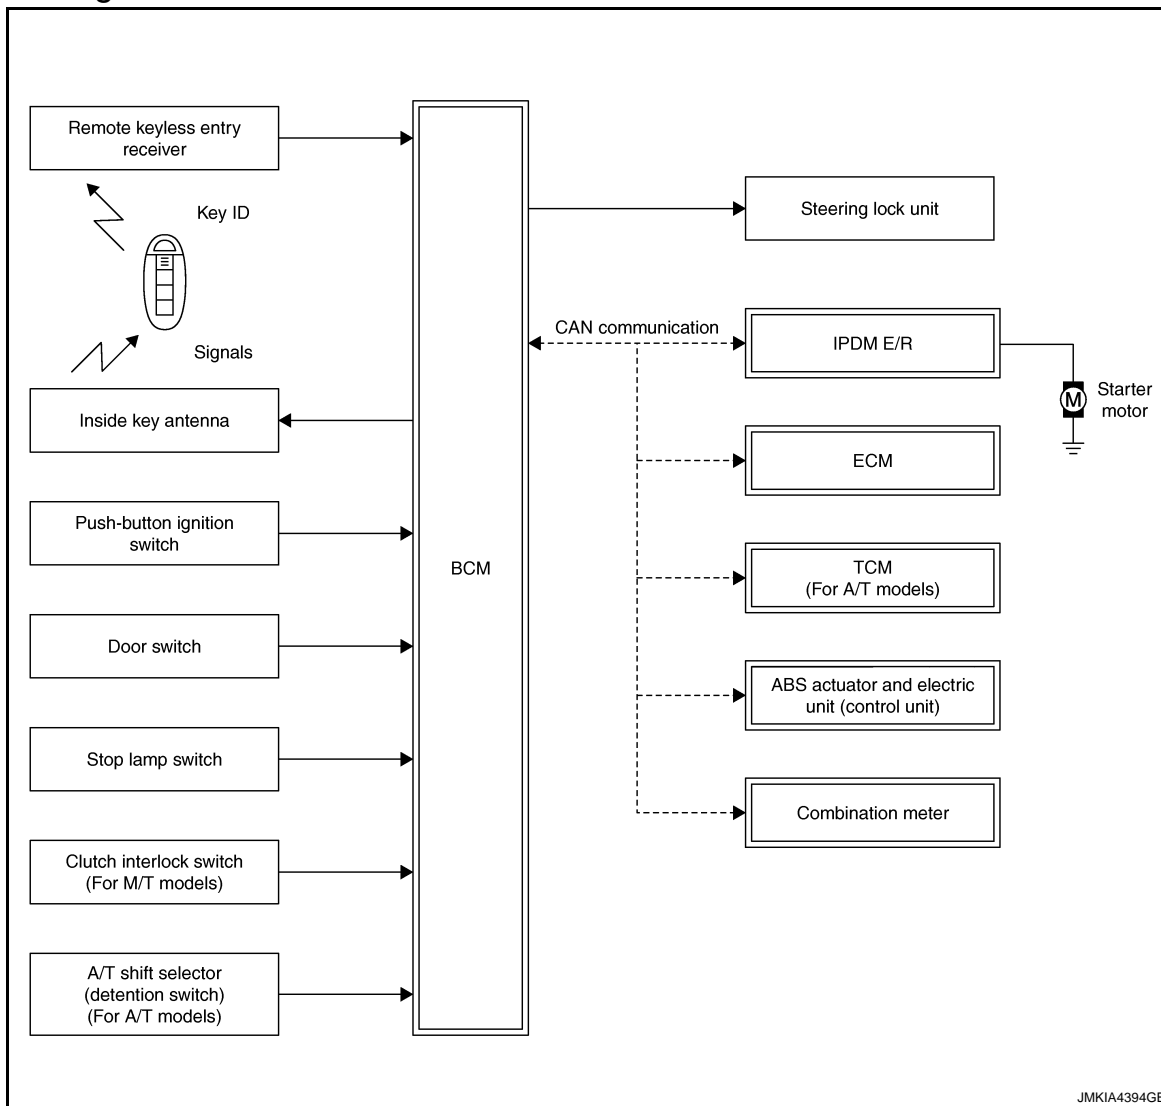 Remote keyless entry
receiver
Key ID
Signals
Inside key antenna
Push-button ignition
switch
Door switch
Stop lamp switch
Clutch interlock switch
(For M/T models)
A/T shift selector
(detention switch)
(For A/T models)
BCM
Steering lock unit
CAN communication
IPDM E/R
M
Starter
motor
ECM
TCM
(For A/T models)
ABS actuator and electric
unit (control unit)
Combination meter